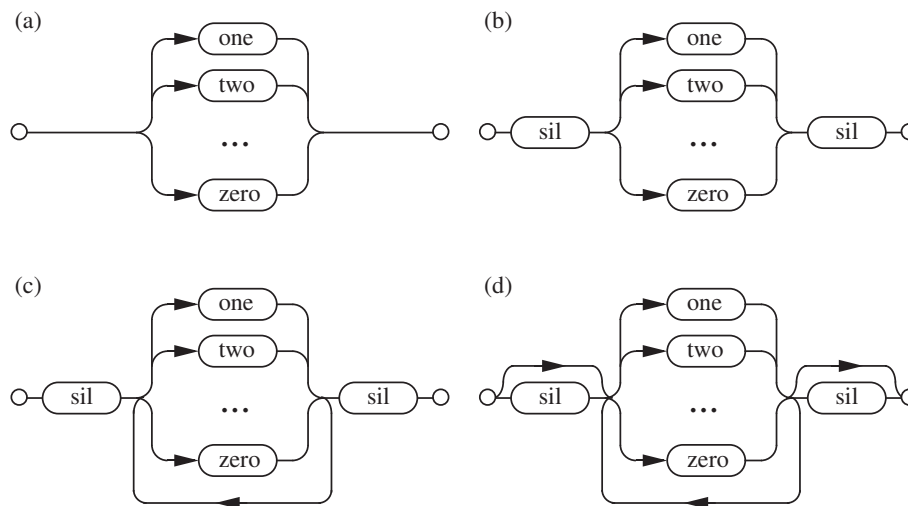 (a)
one
two
...
zero
(b)
one
two
sil
...
sil
zero
(c)
one
two
sil
...
sil
zero
(d)
one
two
sil
...
sil
zero